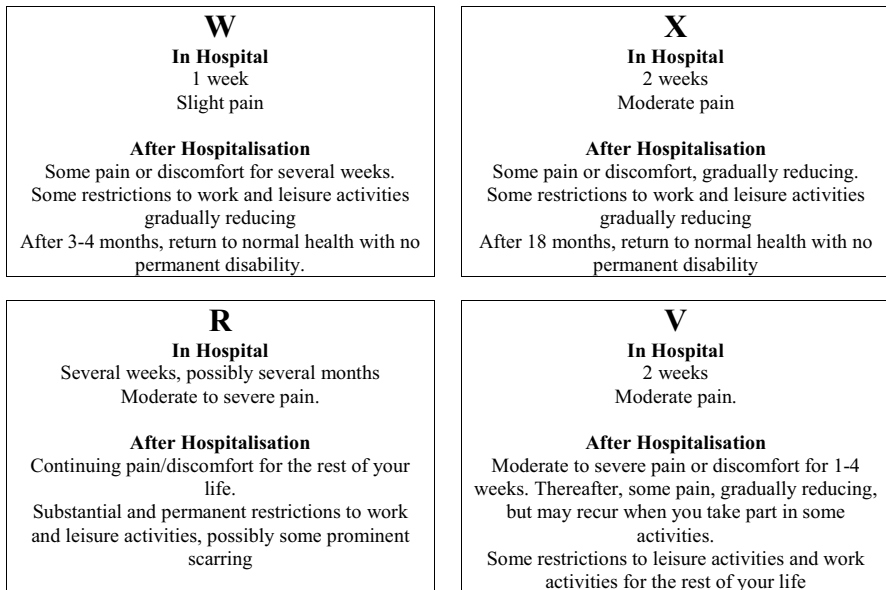 W
In Hospital
1 week
Slight pain
After Hospitalisation
Some pain or discomfort for several weeks.
Some restrictions to work and leisure activities
gradually reducing
After 3-4 months, return to normal health with no
permanent disability.
X
In Hospital
2 weeks
Moderate pain
After Hospitalisation
Some pain or discomfort, gradually reducing.
Some restrictions to work and leisure activities
gradually reducing
After 18 months, return to normal health with no
permanent disability
R
In Hospital
Several weeks, possibly several months
Moderate to severe pain.
After Hospitalisation
Continuing pain/discomfort for the rest of your
life.
Substantial and permanent restrictions to work
and leisure activities, possibly some prominent
scarring
V
In Hospital
2 weeks
Moderate pain.
After Hospitalisation
Moderate to severe pain or discomfort for 1-4
weeks. Thereafter, some pain, gradually reducing,
but may recur when you take part in some
activities.
Some restrictions to leisure activities and work
activities for the rest of your life